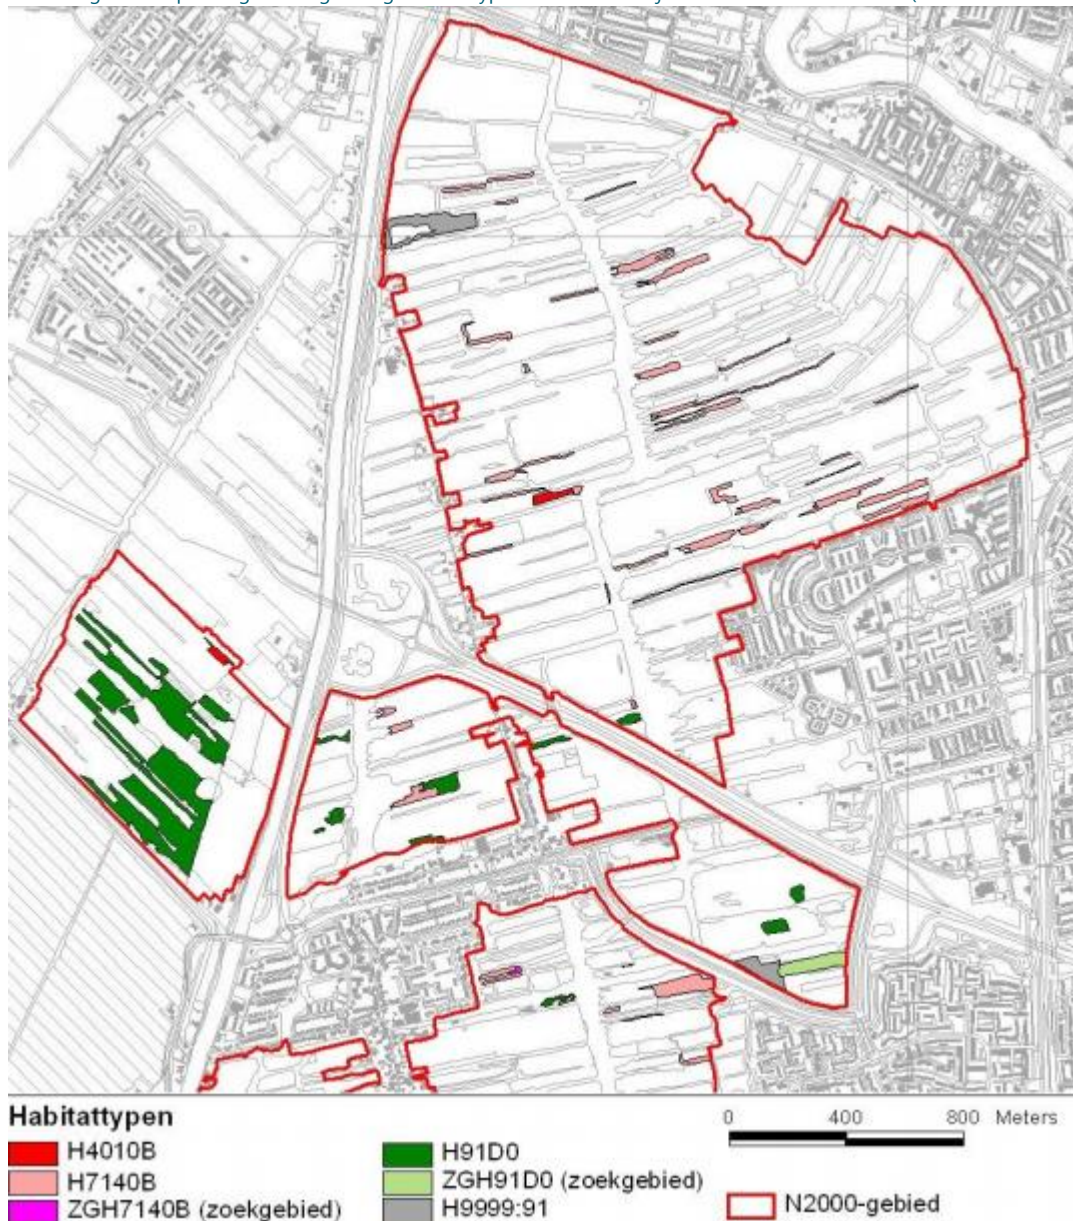 Habitattypen
H4010B
H7140B
ZGH7140B (zoekgebied)
H91D0
ZGH91D0 (zoekgebied)
H9999:91
0 400 800 Meters
N2000-gebied